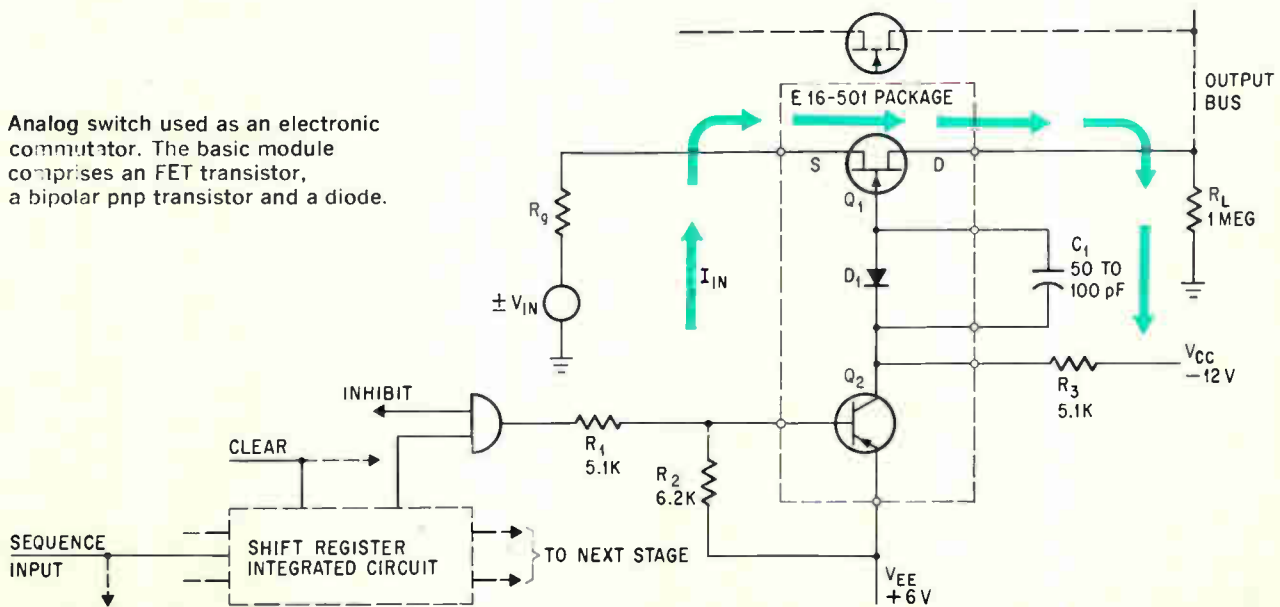 Analog switch used as an electronic
commutator. The basic module
comprises an FET transistor,
a bipolar pnp transistor and a diode.
E 16-501 PACKAGE
OUTPUT
BUS
S
D
Q1
Rg
RL
1 MEG
C1
50 TO
100 pF
D1
IIN
± VIN
VCC
-12V
R3
5.1K
Q2
INHIBIT
CLEAR
R1
5.1K
R2
6.2K
SEQUENCE
INPUT
SHIFT REGISTER
INTEGRATED CIRCUIT
TO NEXT STAGE
VEE
+6V